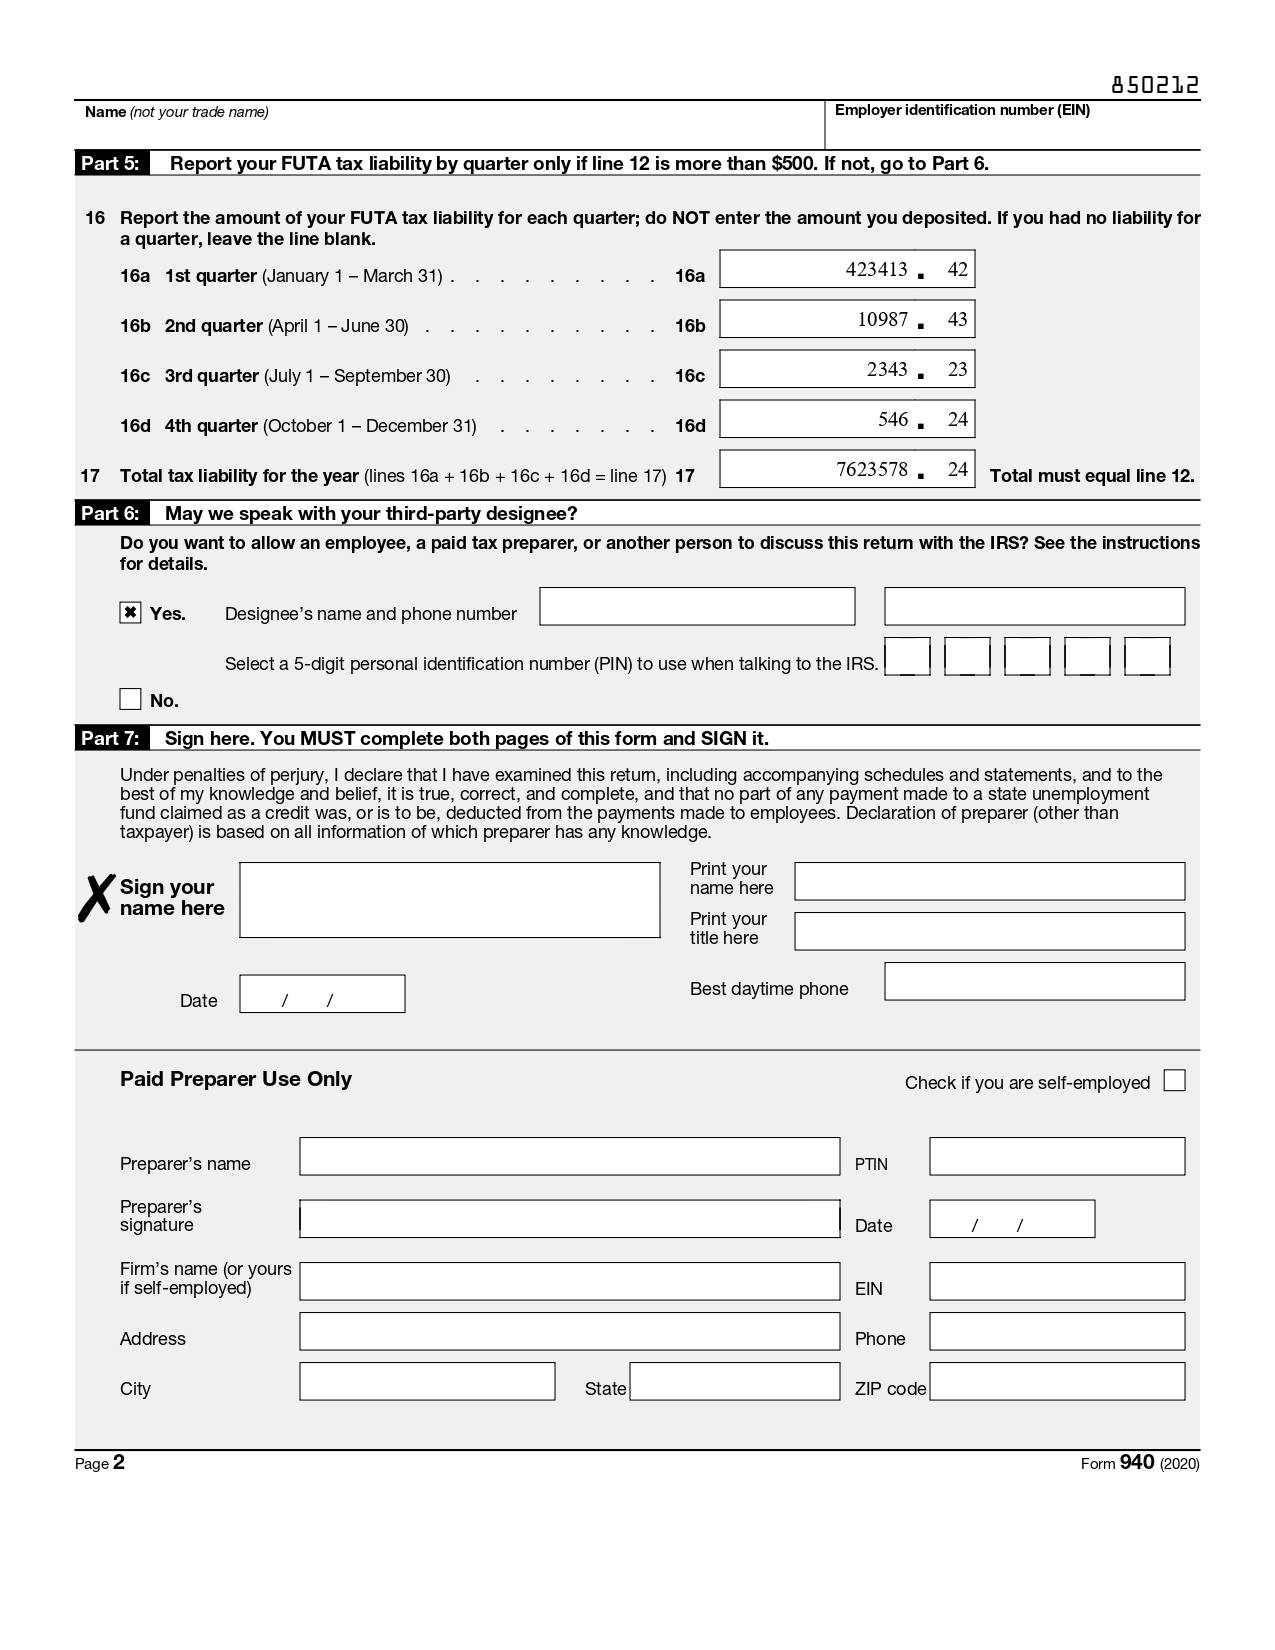 850212
Name (not your trade name) Employer identification number (EIN)
Part 5: Report your FUTA tax liability by quarter only if line 12 is more than $500. If not, go to Part 6.
16 Report the amount of your FUTA tax liability for each quarter; do NOT enter the amount you deposited. If you had no liability for
a quarter, leave the line blank.
16a 1st quarter (January 1 – March 31) . . . . . . . . . 16a 423413 . 42
16b 2nd quarter (April 1 – June 30) . . . . . . . . . . 16b 10987 . 43
16c 3rd quarter (July 1 – September 30) . . . . . . . . 16c 2343 . 23
16d 4th quarter (October 1 – December 31) . . . . . . . 16d 546 . 24
17 Total tax liability for the year (lines 16a + 16b + 16c + 16d = line 17) 17 7623578 . 24 Total must equal line 12.
Part 6: May we speak with your third-party designee?
Do you want to allow an employee, a paid tax preparer, or another person to discuss this return with the IRS? See the instructions
for details.
✖ Yes. Designee’s name and phone number
Select a 5-digit personal identification number (PIN) to use when talking to the IRS.
No.
Part 7: Sign here. You MUST complete both pages of this form and SIGN it.
Under penalties of perjury, I declare that I have examined this return, including accompanying schedules and statements, and to the
best of my knowledge and belief, it is true, correct, and complete, and that no part of any payment made to a state unemployment
fund claimed as a credit was, or is to be, deducted from the payments made to employees. Declaration of preparer (other than
taxpayer) is based on all information of which preparer has any knowledge.
✗ Sign your
name here
Print your
name here
Print your
title here
Date / /
Best daytime phone
Paid Preparer Use Only Check if you are self-employed
Preparer’s name PTIN
Preparer’s
signature Date / /
Firm’s name (or yours
if self-employed) EIN
Address Phone
City State ZIP code
Page 2 Form 940 (2020)